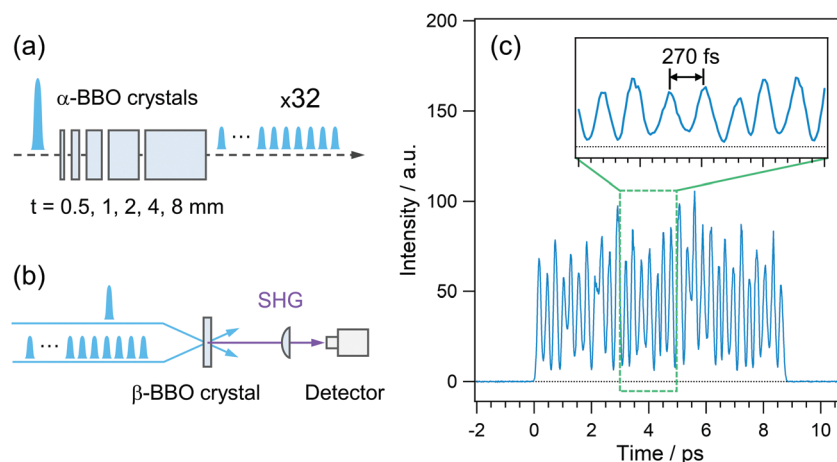 (a)
α-BBO crystals
x32
t = 0.5, 1, 2, 4, 8 mm
(b)
SHG
β-BBO crystal
Detector
(c)
270 fs
200
150
100
50
0
Intensity / a.u.
-2
0
2
4
6
8
10
Time / ps